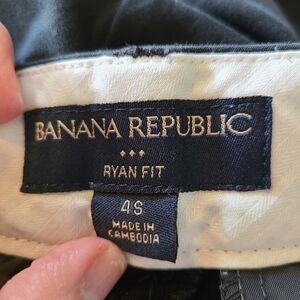 BANANA REPUBLIC
RYAN FIT
4S
MADE IN
CAMBODIA